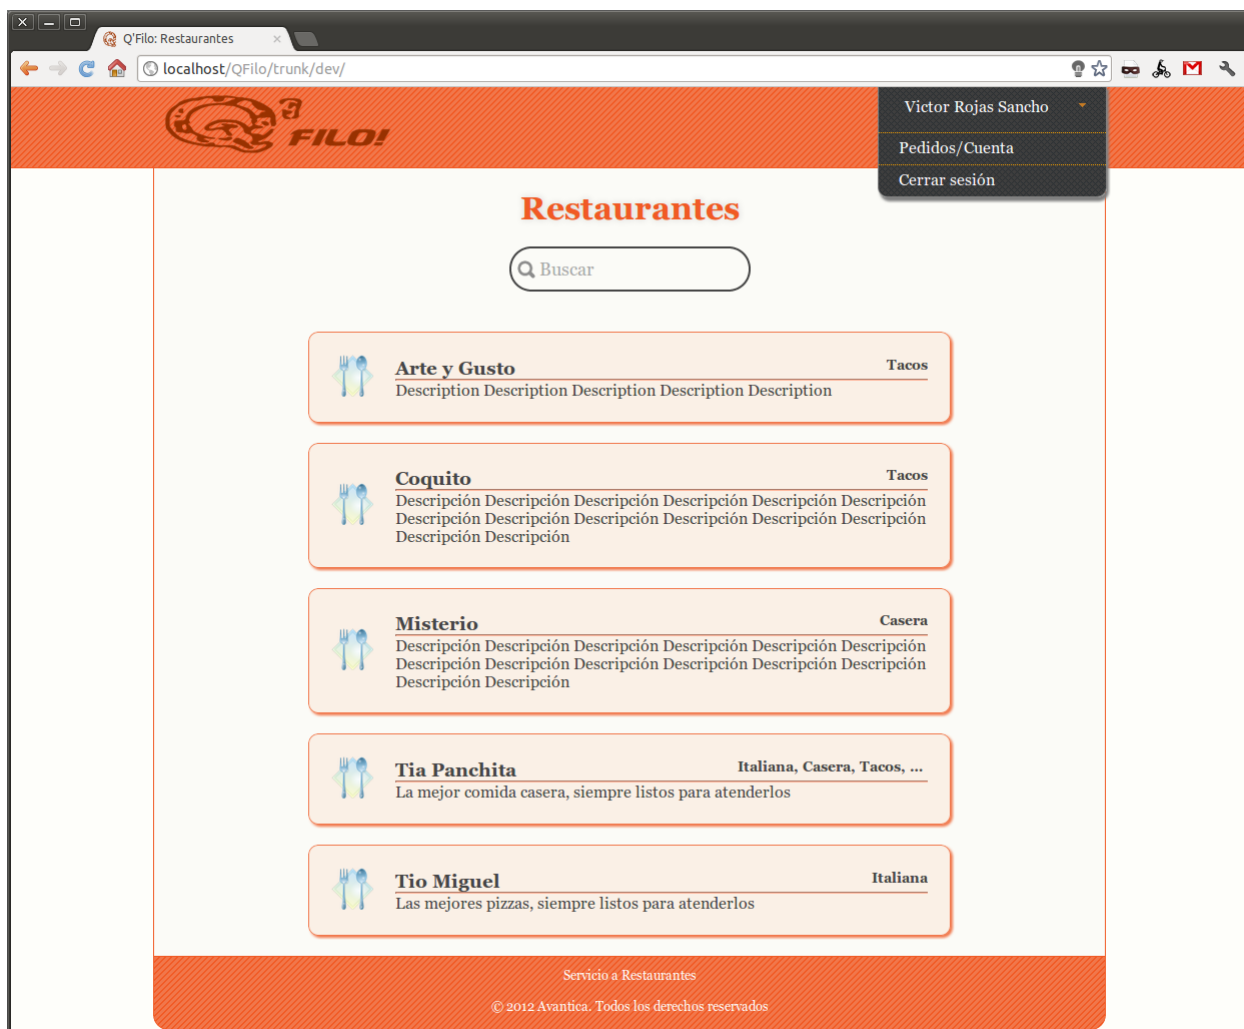 Q'Filo: Restaurantes
localhost/QFilo/trunk/dev/
Q' FILO!
Victor Rojas Sancho
Pedidos/Cuenta
Cerrar sesión
Restaurantes
Buscar
Arte y Gusto Tacos
Description Description Description Description Description
Coquito Tacos
Descripción Descripción Descripción Descripción Descripción Descripción
Descripción Descripción Descripción Descripción Descripción Descripción
Descripción Descripción
Misterio Casera
Descripción Descripción Descripción Descripción Descripción Descripción
Descripción Descripción Descripción Descripción Descripción Descripción
Descripción Descripción
Tia Panchita Italiana, Casera, Tacos, ...
La mejor comida casera, siempre listos para atenderlos
Tio Miguel Italiana
Las mejores pizzas, siempre listos para atenderlos
Servicio a Restaurantes
© 2012 Avantica. Todos los derechos reservados